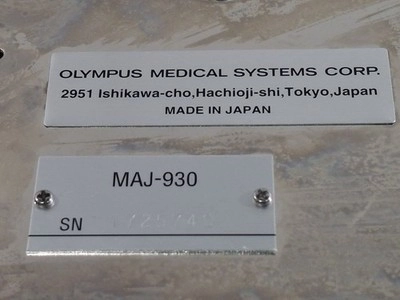 OLYMPUS MEDICAL SYSTEMS CORP.
2951 Ishikawa-cho,Hachioji-shi,Tokyo,Japan
MADE IN JAPAN
MAJ-930
SN